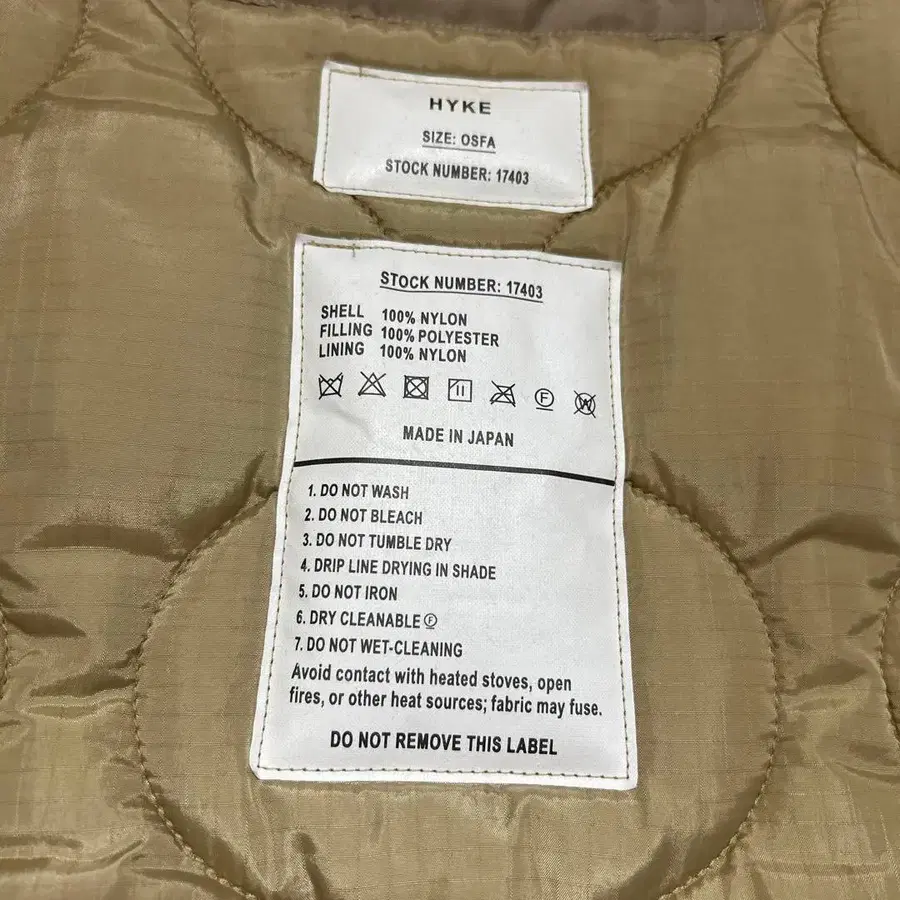 HYKE
SIZE: OSFA
STOCK NUMBER: 17403
STOCK NUMBER: 17403
SHELL 100% NYLON
FILLING 100% POLYESTER
LINING 100% NYLON
F W
MADE IN JAPAN
1. DO NOT WASH
2. DO NOT BLEACH
3. DO NOT TUMBLE DRY
4. DRIP LINE DRYING IN SHADE
5. DO NOT IRON
6. DRY CLEANABLE Ⓕ
7. DO NOT WET-CLEANING
Avoid contact with heated stoves, open
fires, or other heat sources; fabric may fuse.
DO NOT REMOVE THIS LABEL